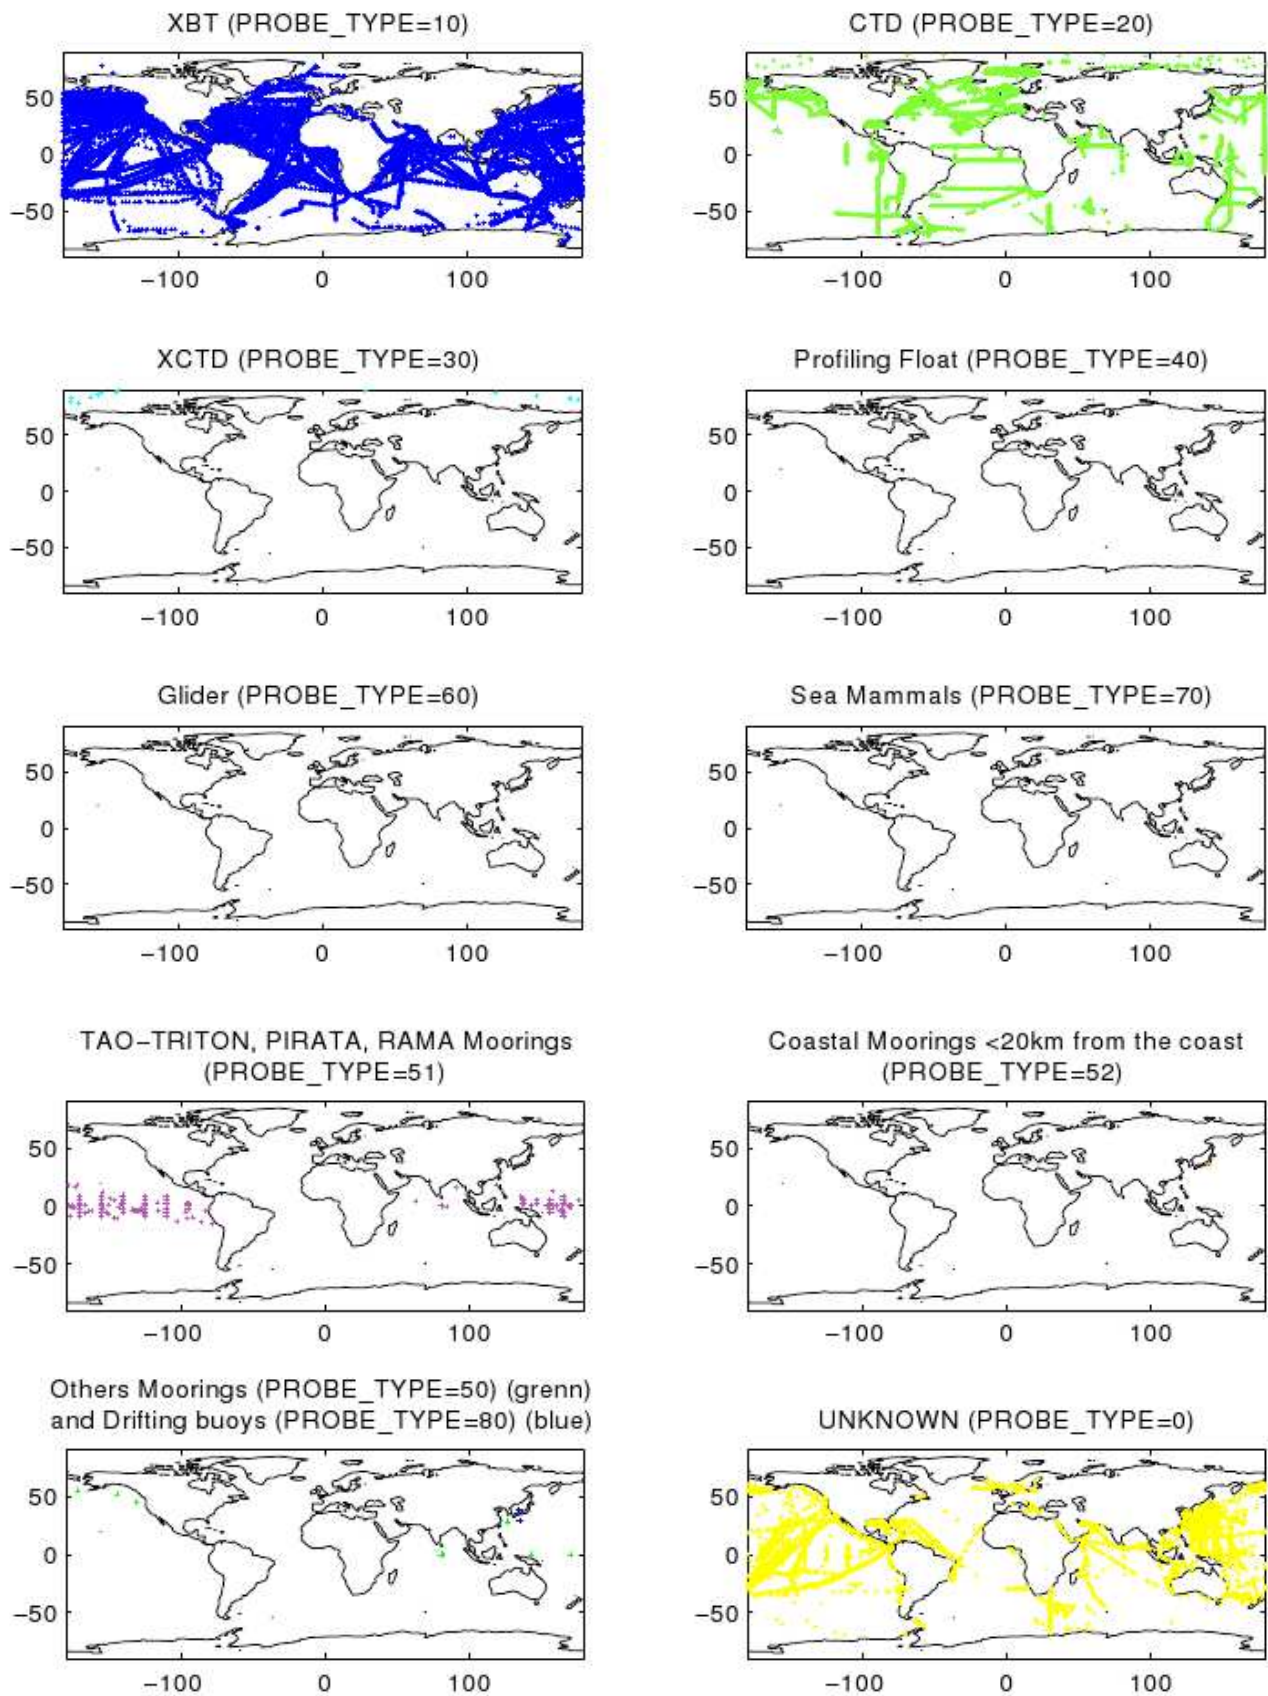 XBT (PROBE_TYPE=10)
50
0
−50
−100 0 100
CTD (PROBE_TYPE=20)
50
0
−50
−100 0 100
XCTD (PROBE_TYPE=30)
50
0
−50
−100 0 100
Profiling Float (PROBE_TYPE=40)
50
0
−50
−100 0 100
Glider (PROBE_TYPE=60)
50
0
−50
−100 0 100
Sea Mammals (PROBE_TYPE=70)
50
0
−50
−100 0 100
TAO−TRITON, PIRATA, RAMA Moorings
(PROBE_TYPE=51)
50
0
−50
−100 0 100
Coastal Moorings <20km from the coast
(PROBE_TYPE=52)
50
0
−50
−100 0 100
Others Moorings (PROBE_TYPE=50) (grenn)
and Drifting buoys (PROBE_TYPE=80) (blue)
50
0
−50
−100 0 100
UNKNOWN (PROBE_TYPE=0)
50
0
−50
−100 0 100